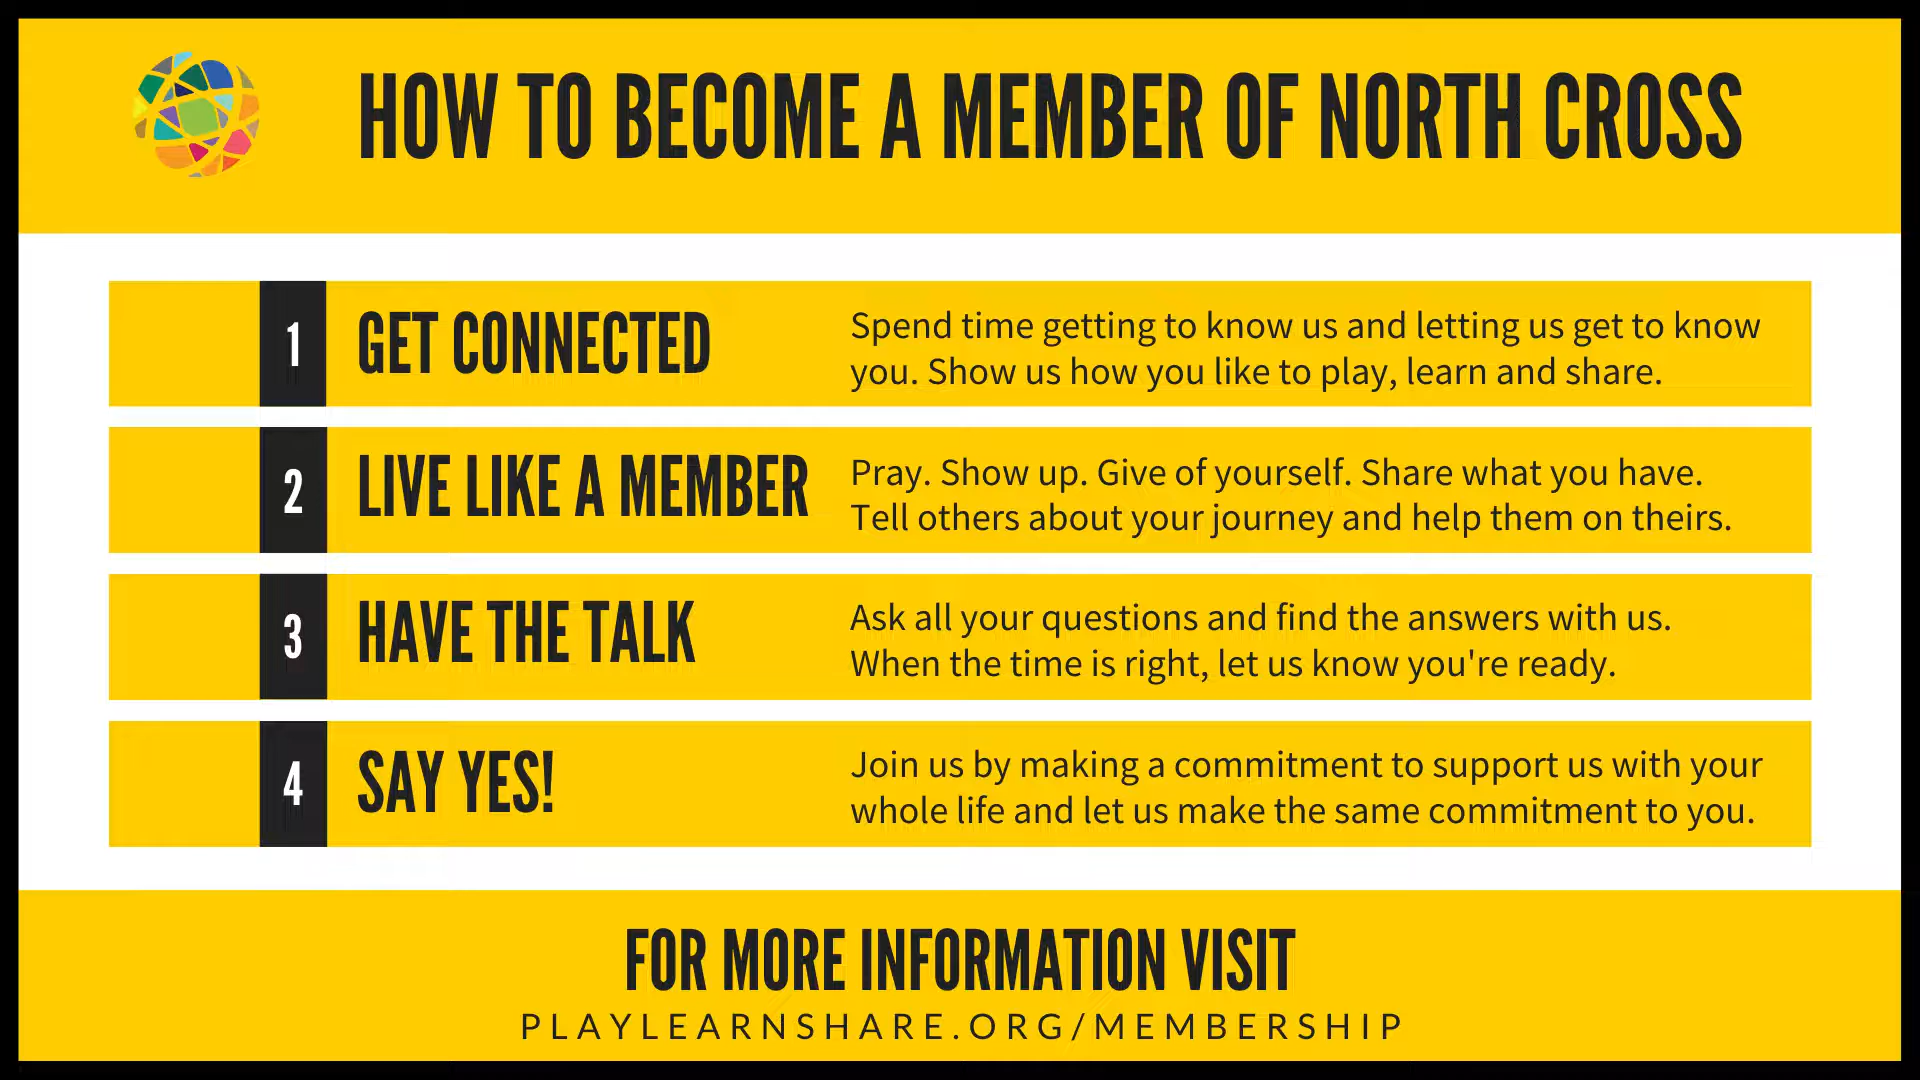 HOW TO BECOME A MEMBER OF NORTH CROSS
1
GET CONNECTED
Spend time getting to know us and letting us get to know
you. Show us how you like to play, learn and share.
2
LIVE LIKE A MEMBER
Pray. Show up. Give of yourself. Share what you have.
Tell others about your journey and help them on theirs.
3
HAVE THE TALK
Ask all your questions and find the answers with us.
When the time is right, let us know you're ready.
4
SAY YES!
Join us by making a commitment to support us with your
whole life and let us make the same commitment to you.
FOR MORE INFORMATION VISIT
PLAYLEARNSHARE.ORG/MEMBERSHIP